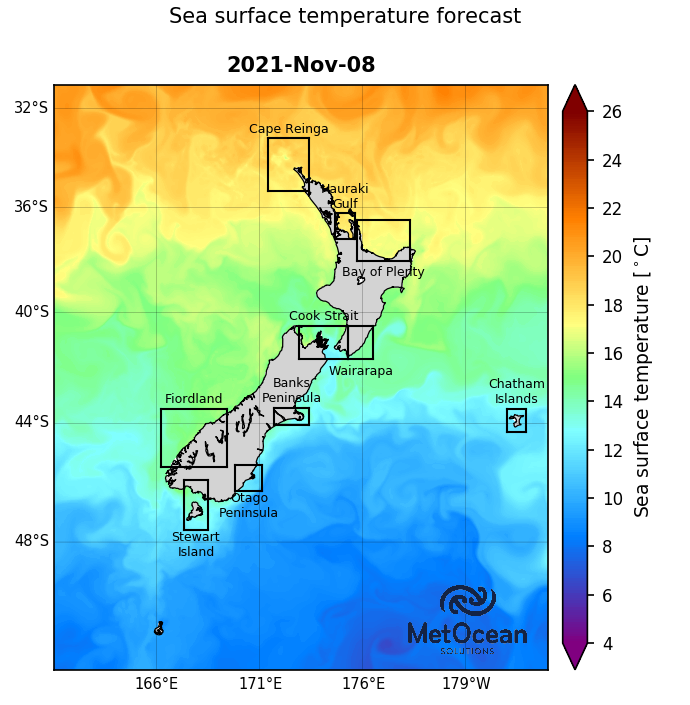 Sea surface temperature forecast
2021-Nov-08
32°S
36°S
40°S
44°S
48°S
166°E
171°E
176°E
179°W
Cape Reinga
Hauraki
Gulf
Bay of Plenty
Cook Strait
Wairarapa
Banks
Peninsula
Chatham
Islands
Fiordland
Otago
Peninsula
Stewart
Island
MetOcean
SOLUTIONS
26
24
22
20
18
16
14
12
10
8
6
4
Sea surface temperature [°C]